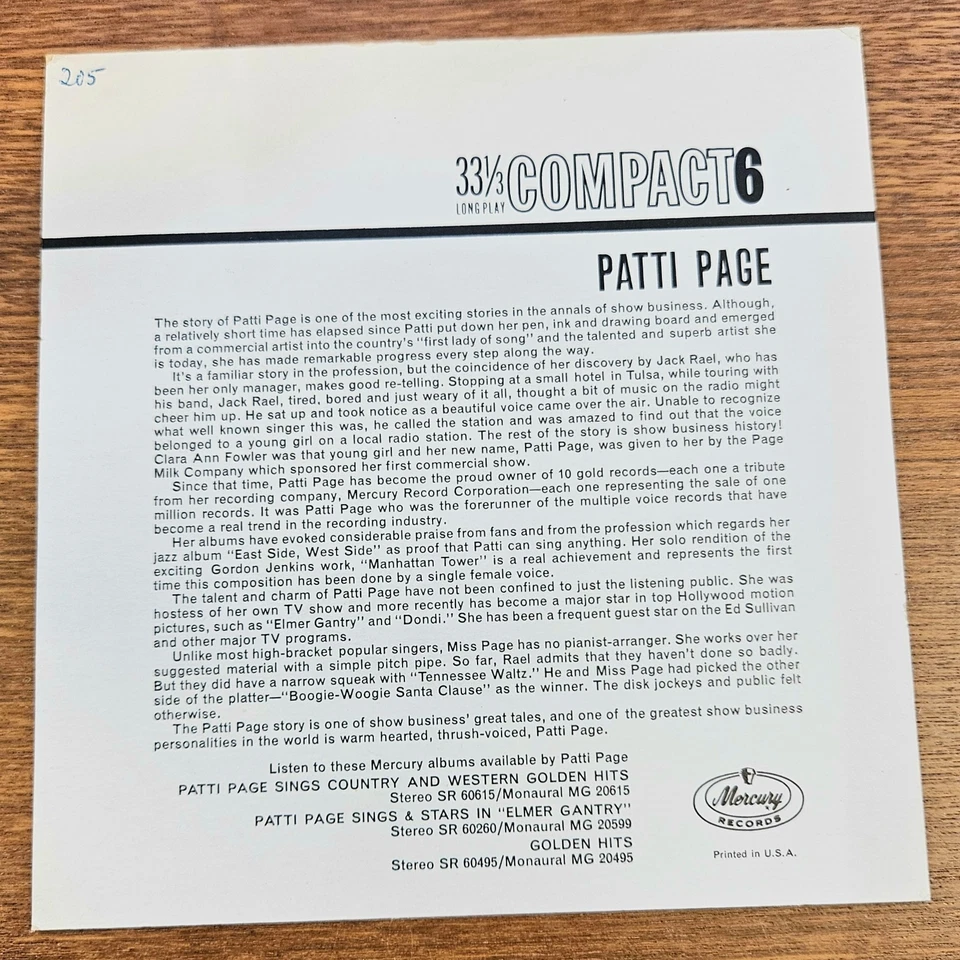 205
33⅓ COMPACT6
LONG PLAY
PATTI PAGE
The story of Patti Page is one of the most exciting stories in the annals of show business. Although,
a relatively short time has elapsed since Patti put down her pen, ink and drawing board and emerged
from a commercial artist into the country's "first lady of song" and the talented and superb artist she
is today, she has made remarkable progress every step along the way.
It's a familiar story in the profession, but the coincidence of her discovery by Jack Rael, who has
been her only manager, makes good re-telling. Stopping at a small hotel in Tulsa, while touring with
his band, Jack Rael, tired, bored and just weary of it all, thought a bit of music on the radio might
cheer him up. He sat up and took notice as a beautiful voice came over the air. Unable to recognize
what well known singer this was, he called the station and was amazed to find out that the voice
belonged to a young girl on a local radio station. The rest of the story is show business history!
Clara Ann Fowler was that young girl and her new name, Patti Page, was given to her by the Page
Milk Company which sponsored her first commercial show.
Since that time, Patti Page has become the proud owner of 10 gold records—each one a tribute
from her recording company, Mercury Record Corporation—each one representing the sale of one
million records. It was Patti Page who was the forerunner of the multiple voice records that have
become a real trend in the recording industry.
Her albums have evoked considerable praise from fans and from the profession which regards her
jazz album "East Side, West Side" as proof that Patti can sing anything. Her solo rendition of the
exciting Gordon Jenkins work, "Manhattan Tower" is a real achievement and represents the first
time this composition has been done by a single female voice.
The talent and charm of Patti Page have not been confined to just the listening public. She was
hostess of her own TV show and more recently has become a major star in top Hollywood motion
pictures, such as "Elmer Gantry" and "Dondi." She has been a frequent guest star on the Ed Sullivan
and other major TV programs.
Unlike most high-bracket popular singers, Miss Page has no pianist-arranger. She works over her
suggested material with a simple pitch pipe. So far, Rael admits that they haven't done so badly.
But they did have a narrow squeak with "Tennessee Waltz." He and Miss Page had picked the other
side of the platter—"Boogie-Woogie Santa Clause" as the winner. The disk jockeys and public felt
otherwise.
The Patti Page story is one of show business' great tales, and one of the greatest show business
personalities in the world is warm hearted, thrush-voiced, Patti Page.
Listen to these Mercury albums available by Patti Page
PATTI PAGE SINGS COUNTRY AND WESTERN GOLDEN HITS
Stereo SR 60615/Monaural MG 20615
PATTI PAGE SINGS & STARS IN "ELMER GANTRY"
Stereo SR 60260/Monaural MG 20599
GOLDEN HITS
Stereo SR 60495/Monaural MG 20495
Mercury
RECORDS
Printed in U.S.A.